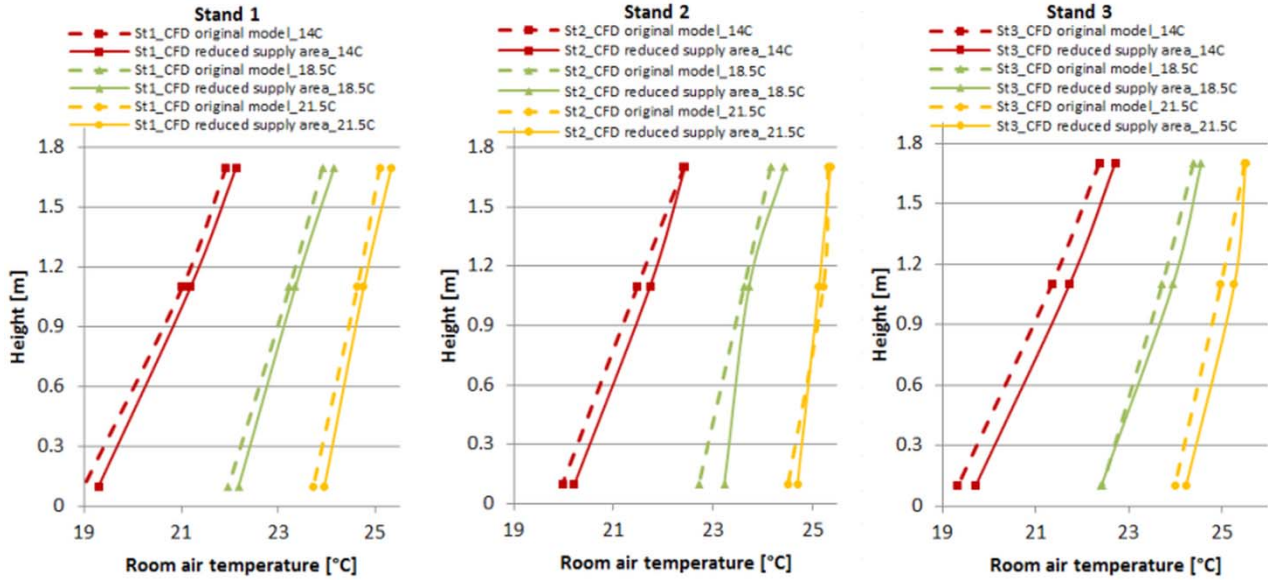 Stand 1
St1_CFD original model_14C
St1_CFD reduced supply area_14C
St1_CFD original model_18.5C
St1_CFD reduced supply area_18.5C
St1_CFD original model_21.5C
St1_CFD reduced supply area_21.5C
1.8
1.5
1.2
0.9
0.6
0.3
0
Height [m]
19 21 23 25
Room air temperature [°C]
Stand 2
St2_CFD original model_14C
St2_CFD reduced supply area_14C
St2_CFD original model_18.5C
St2_CFD reduced supply area_18.5C
St2_CFD original model_21.5C
St2_CFD reduced supply area_21.5C
1.8
1.5
1.2
0.9
0.6
0.3
0
Height [m]
19 21 23 25
Room air temperature [°C]
Stand 3
St3_CFD original model_14C
St3_CFD reduced supply area_14C
St3_CFD original model_18.5C
St3_CFD reduced supply area_18.5C
St3_CFD original model_21.5C
St3_CFD reduced supply area_21.5C
1.8
1.5
1.2
0.9
0.6
0.3
0
Height [m]
19 21 23 25
Room air temperature [°C]